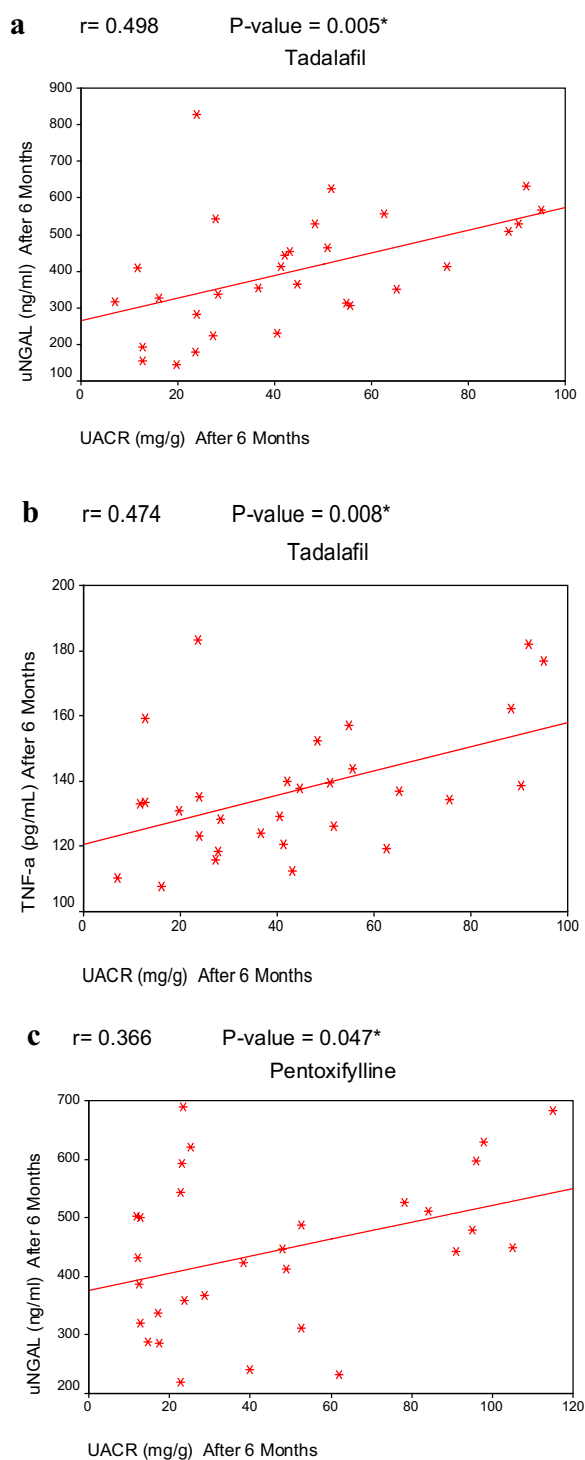 a r= 0.498 P-value = 0.005*
Tadalafil
900
800
700
600
500
400
300
200
100
uNGAL (ng/ml) After 6 Months
0 20 40 60 80 100
UACR (mg/g) After 6 Months
b r= 0.474 P-value = 0.008*
Tadalafil
200
180
160
140
120
100
TNF-a (pg/mL) After 6 Months
0 20 40 60 80 100
UACR (mg/g) After 6 Months
c r= 0.366 P-value = 0.047*
Pentoxifylline
700
600
500
400
300
200
uNGAL (ng/ml) After 6 Months
0 20 40 60 80 100 120
UACR (mg/g) After 6 Months